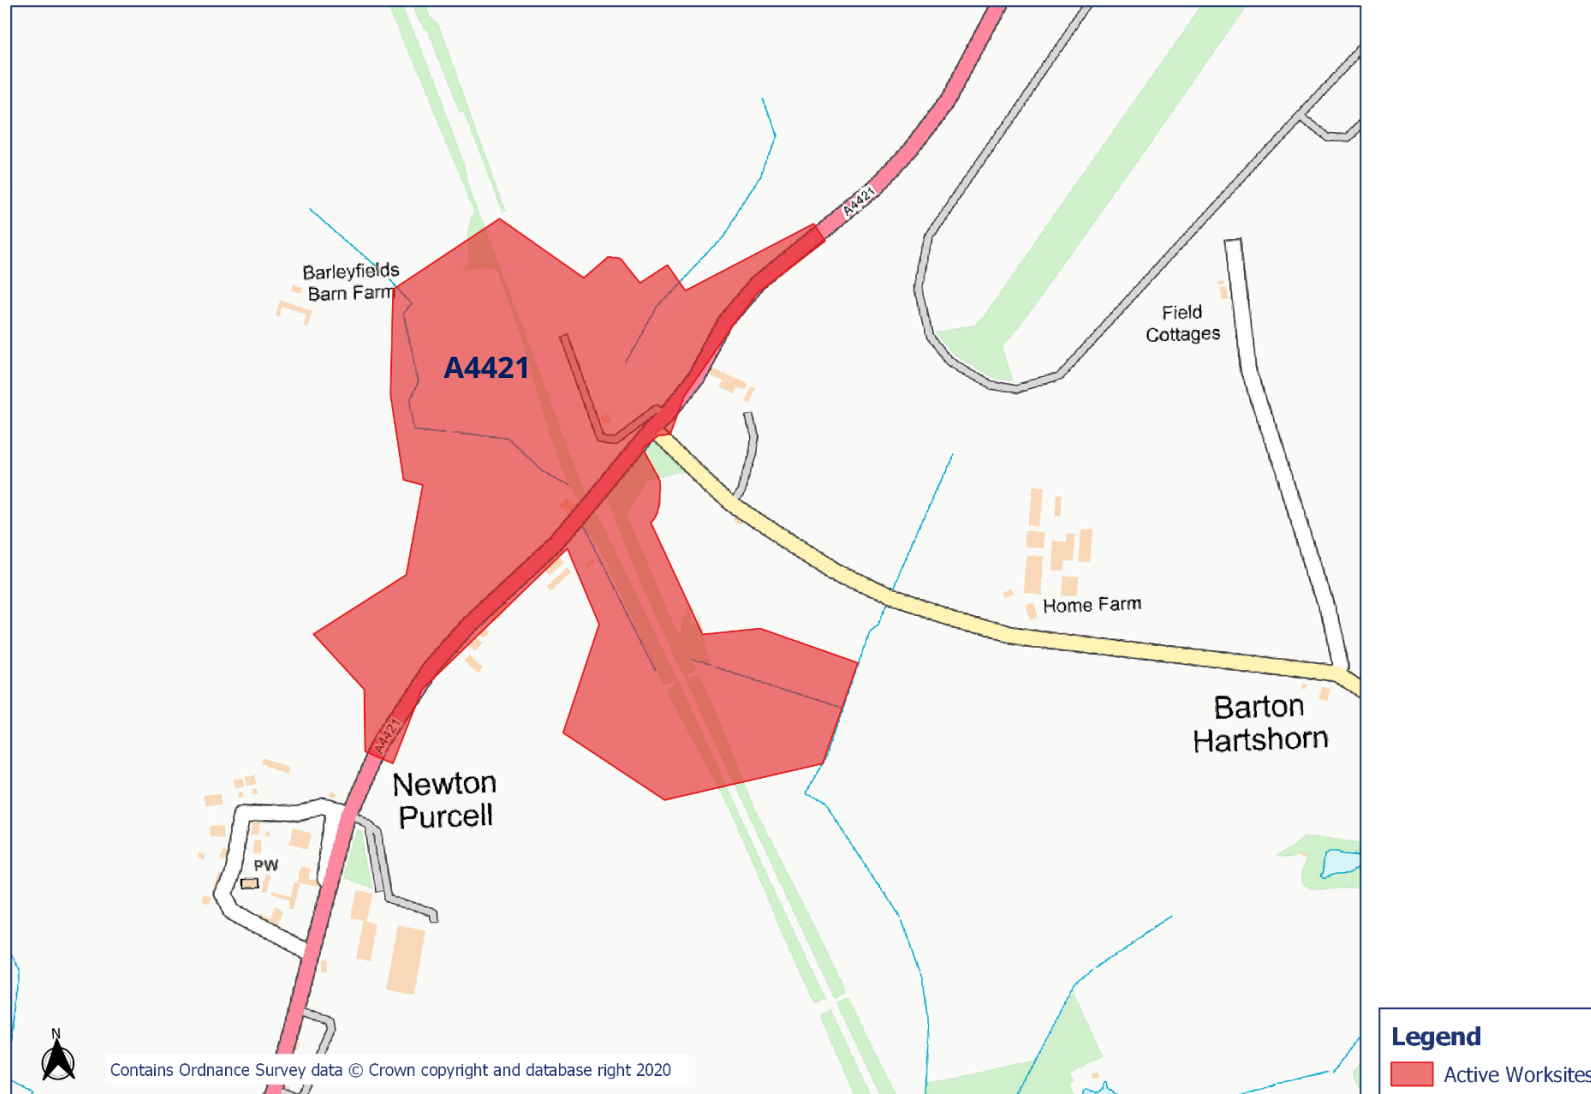 A4421
Barleyfields
Barn Farm
Field
Cottages
A4421
Home Farm
Barton
Hartshorn
A4421
Newton
Purcell
PW
N
Contains Ordnance Survey data © Crown copyright and database right 2020
Legend
Active Worksites